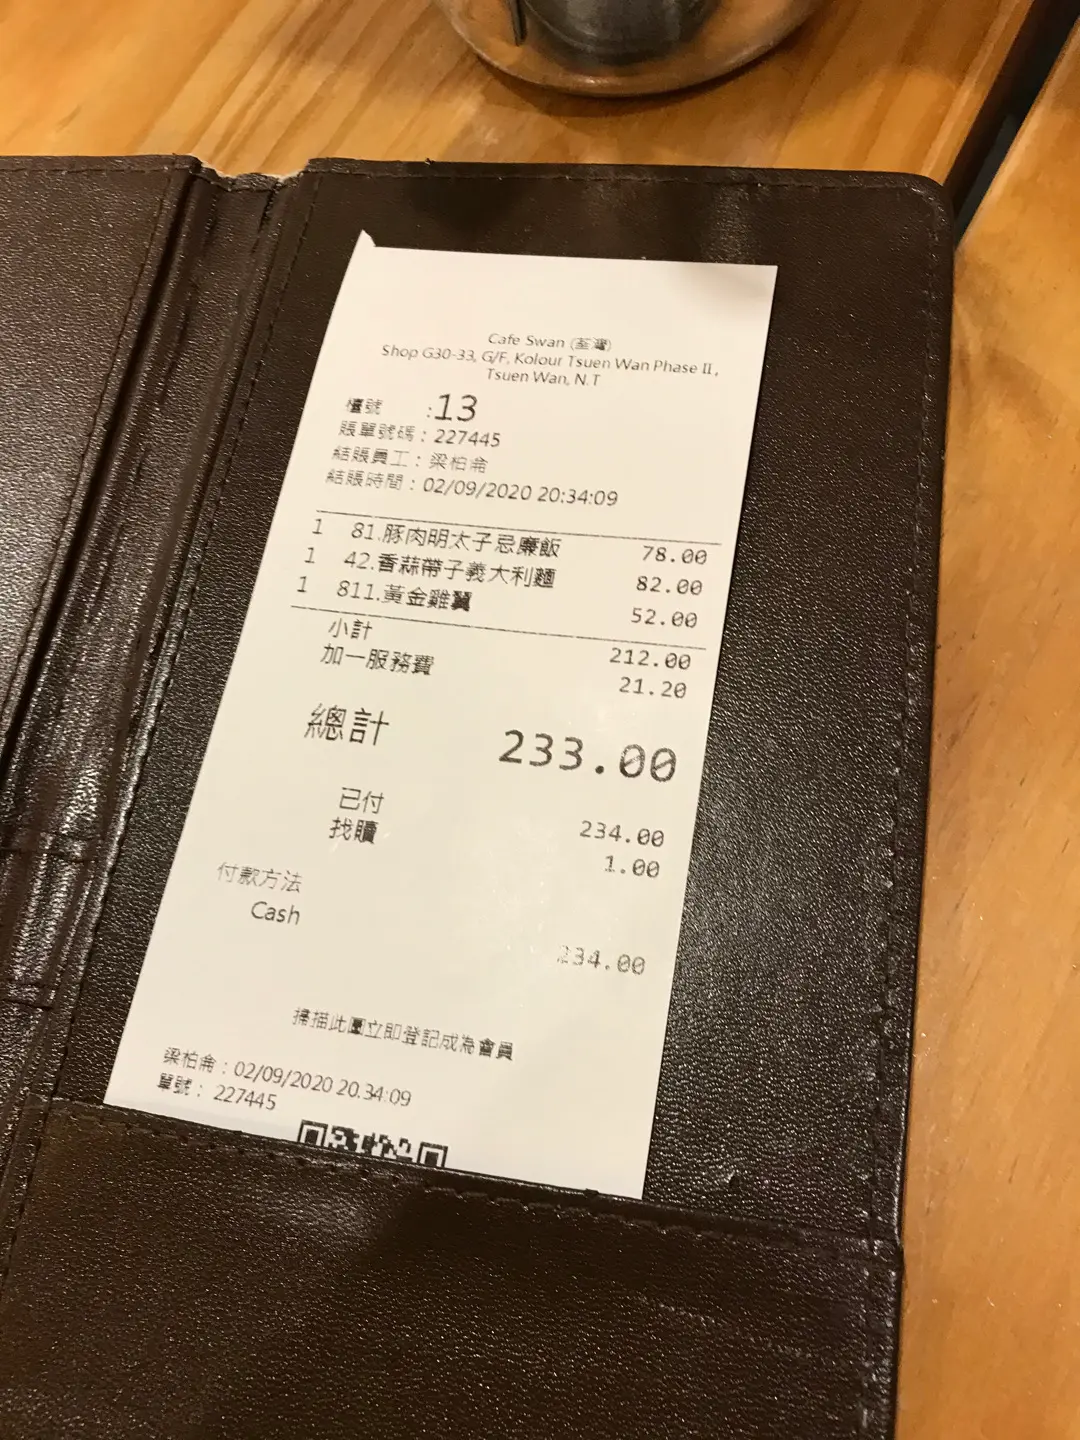 Cafe Swan (荃灣)
Shop G30-33, G/F, Kolour Tsuen Wan Phase II,
Tsuen Wan, N.T
檯號 :13
賬單號碼：227445
結賬員工：梁柏侖
結賬時間：02/09/2020 20:34:09
1 81.豚肉明太子忌廉飯 78.00
1 42.香蒜帶子義大利麵 82.00
1 811.黃金雞翼 52.00
小計 212.00
加一服務費 21.20
總計 233.00
已付 234.00
找贖 1.00
付款方法
Cash 234.00
掃描此圖立即登記成為會員
梁柏侖：02/09/2020 20:34:09
單號：227445